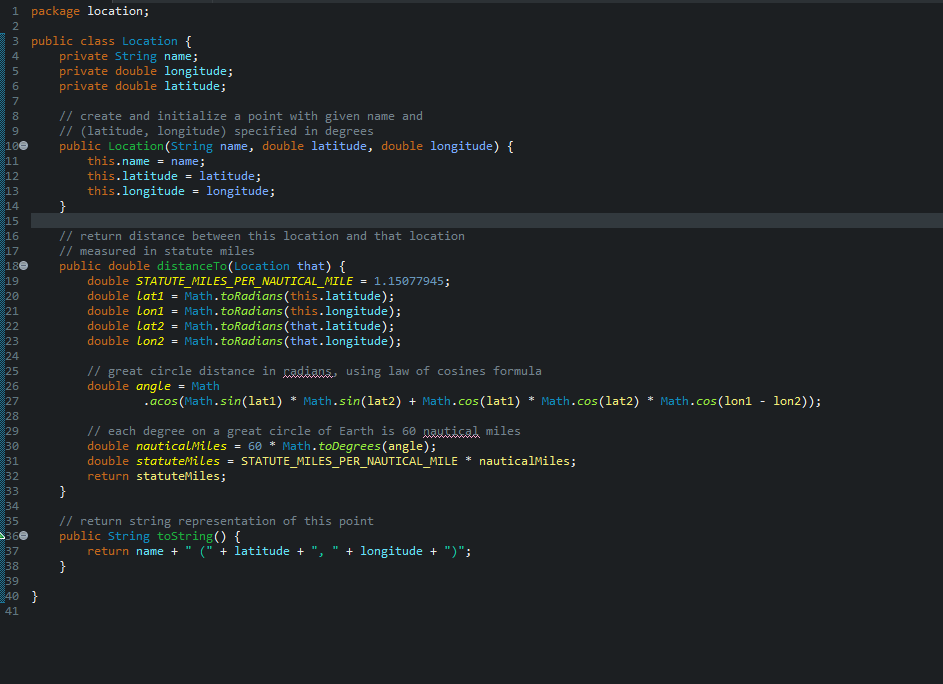 1 package location;
2
3 public class Location {
4     private String name;
5     private double longitude;
6     private double latitude;
7
8     // create and initialize a point with given name and
9     // (latitude, longitude) specified in degrees
10     public Location(String name, double latitude, double longitude) {
11         this.name = name;
12         this.latitude = latitude;
13         this.longitude = longitude;
14     }
15
16     // return distance between this location and that location
17     // measured in statute miles
18     public double distanceTo(Location that) {
19         double STATUTE_MILES_PER_NAUTICAL_MILE = 1.15077945;
20         double lat1 = Math.toRadians(this.latitude);
21         double lon1 = Math.toRadians(this.longitude);
22         double lat2 = Math.toRadians(that.latitude);
23         double lon2 = Math.toRadians(that.longitude);
24
25         // great circle distance in radians, using law of cosines formula
26         double angle = Math
27                 .acos(Math.sin(lat1) * Math.sin(lat2) + Math.cos(lat1) * Math.cos(lat2) * Math.cos(lon1 - lon2));
28
29         // each degree on a great circle of Earth is 60 nautical miles
30         double nauticalMiles = 60 * Math.toDegrees(angle);
31         double statuteMiles = STATUTE_MILES_PER_NAUTICAL_MILE * nauticalMiles;
32         return statuteMiles;
33     }
34
35     // return string representation of this point
36     public String toString() {
37         return name + " (" + latitude + ", " + longitude + ")";
38     }
39
40 }
41